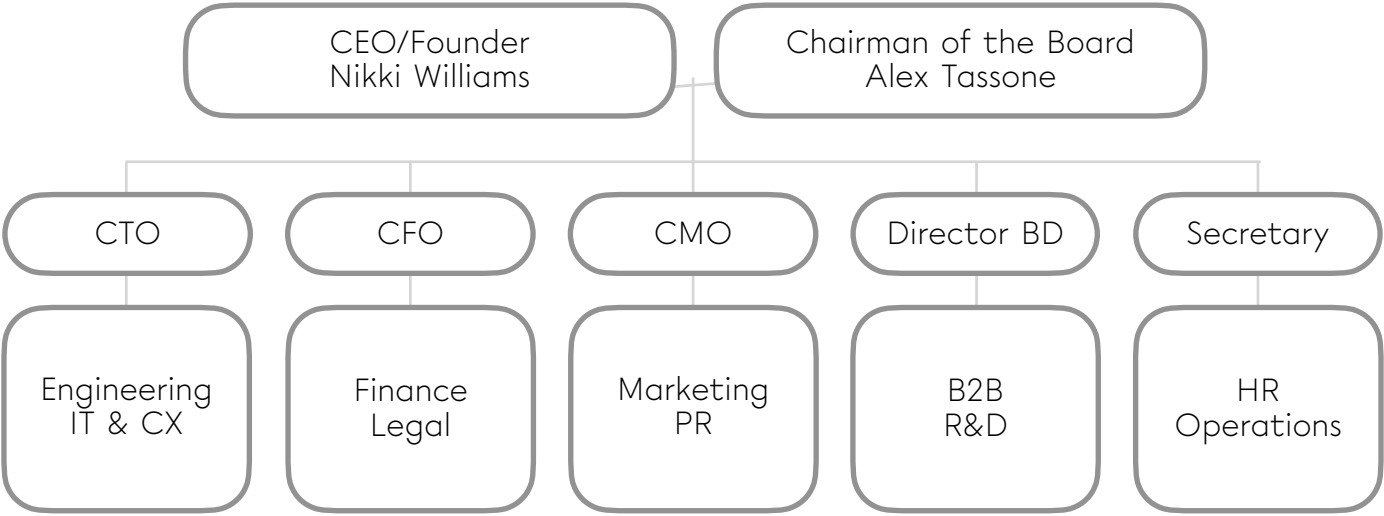 CEO/Founder
Nikki Williams
Chairman of the Board
Alex Tassone
CTO
CFO
CMO
Director BD
Secretary
Engineering
IT & CX
Finance
Legal
Marketing
PR
B2B
R&D
HR
Operations